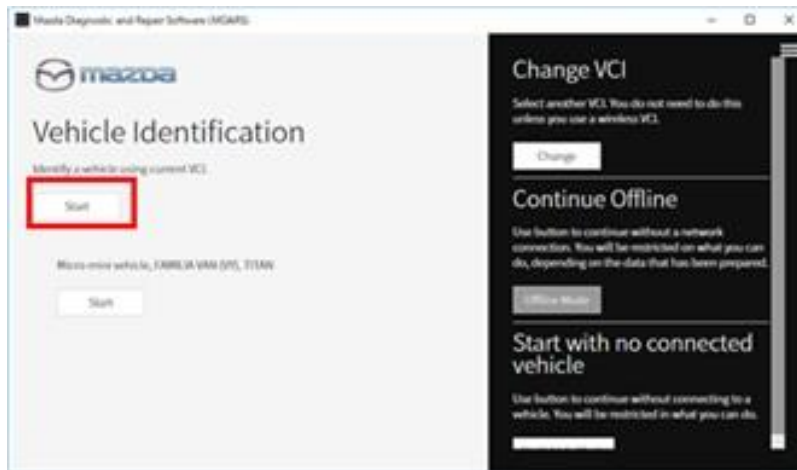 Mazda Diagnostic and Repair Software (MDARS)
mazda
Vehicle Identification
Identify a vehicle using current VCI.
Start
Micro-mini vehicle, FAMILIA VAN (VY), TITAN
Start
Change VCI
Select another VCI. You do not need to do this
unless you use a wireless VCI.
Change
Continue Offline
Use button to continue without a network
connection. You will be restricted on what you can
do, depending on the data that has been prepared.
Offline Mode
Start with no connected
vehicle
Use button to continue without connecting to a
vehicle. You will be restricted in what you can do.